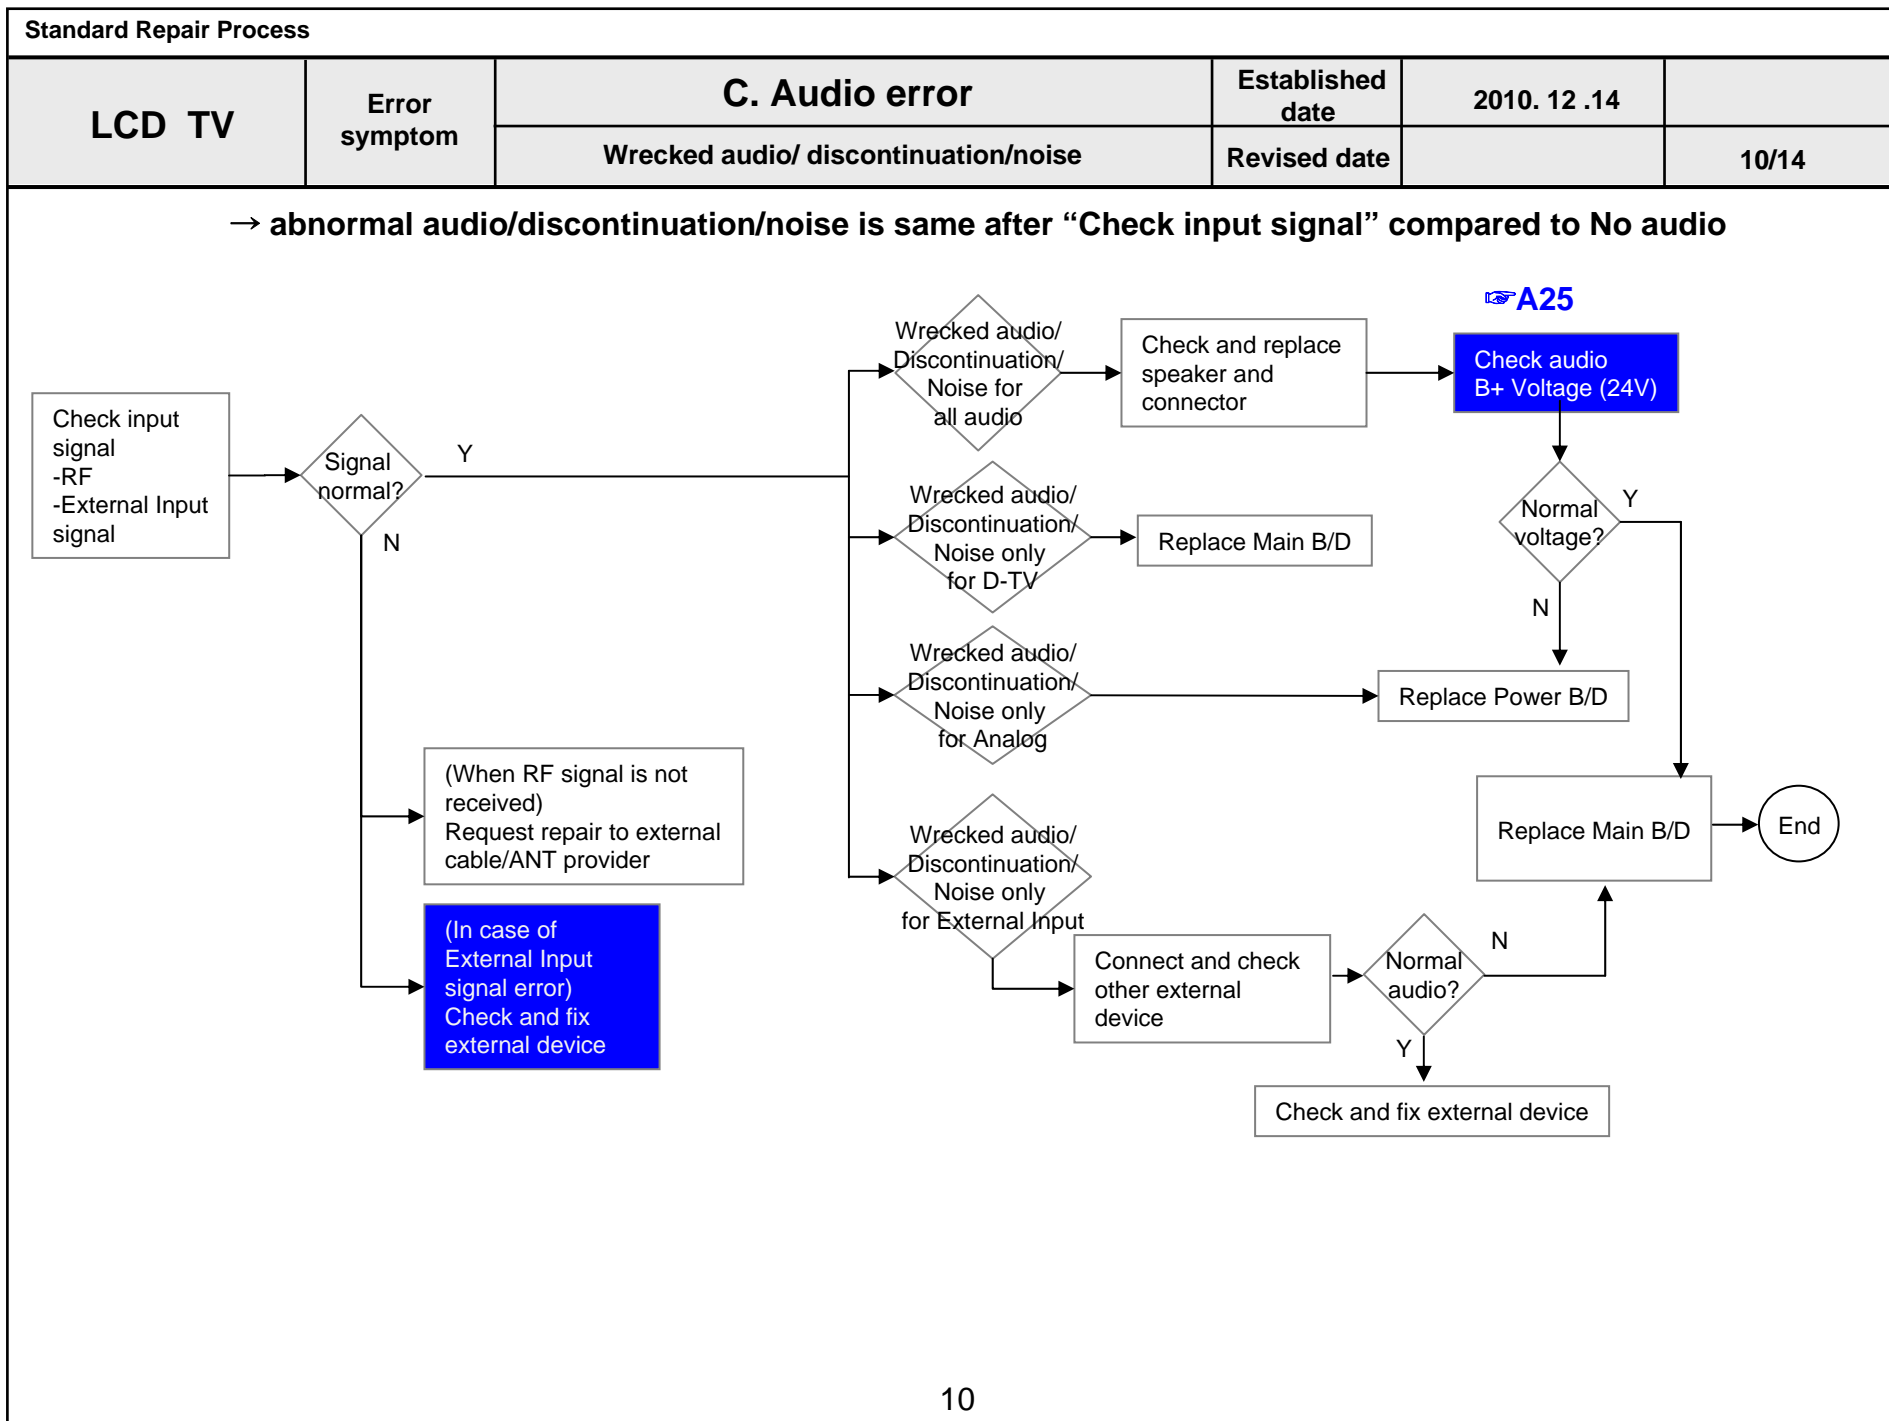 Standard Repair Process
LCD  TV
Error
symptom
C. Audio error
Established
date
2010. 12 .14
Wrecked audio/ discontinuation/noise
Revised date
10/14
→ abnormal audio/discontinuation/noise is same after “Check input signal” compared to No audio
☞A25
Check input
signal
-RF
-External Input
signal
Signal
normal?
Y
N
(When RF signal is not
received)
Request repair to external
cable/ANT provider
(In case of
External Input
signal error)
Check and fix
external device
Wrecked audio/
Discontinuation/
Noise for
all audio
Check and replace
speaker and
connector
Check audio
B+ Voltage (24V)
Normal
voltage?
Y
N
Wrecked audio/
Discontinuation/
Noise only
for D-TV
Replace Main B/D
Wrecked audio/
Discontinuation/
Noise only
for Analog
Replace Power B/D
Wrecked audio/
Discontinuation/
Noise only
for External Input
Connect and check
other external
device
Normal
audio?
N
Y
Replace Main B/D
End
Check and fix external device
10